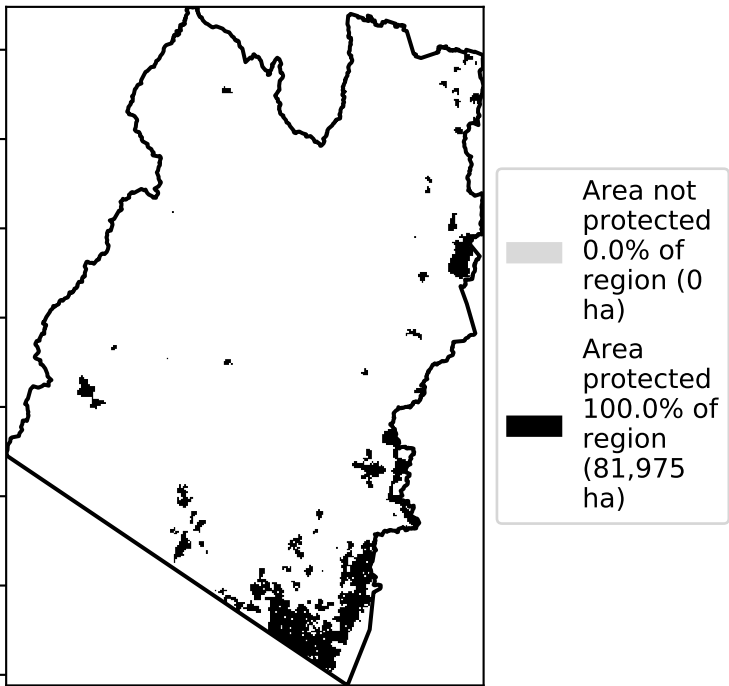 Area not
protected
0.0% of
region (0
ha)
Area
protected
100.0% of
region
(81,975
ha)